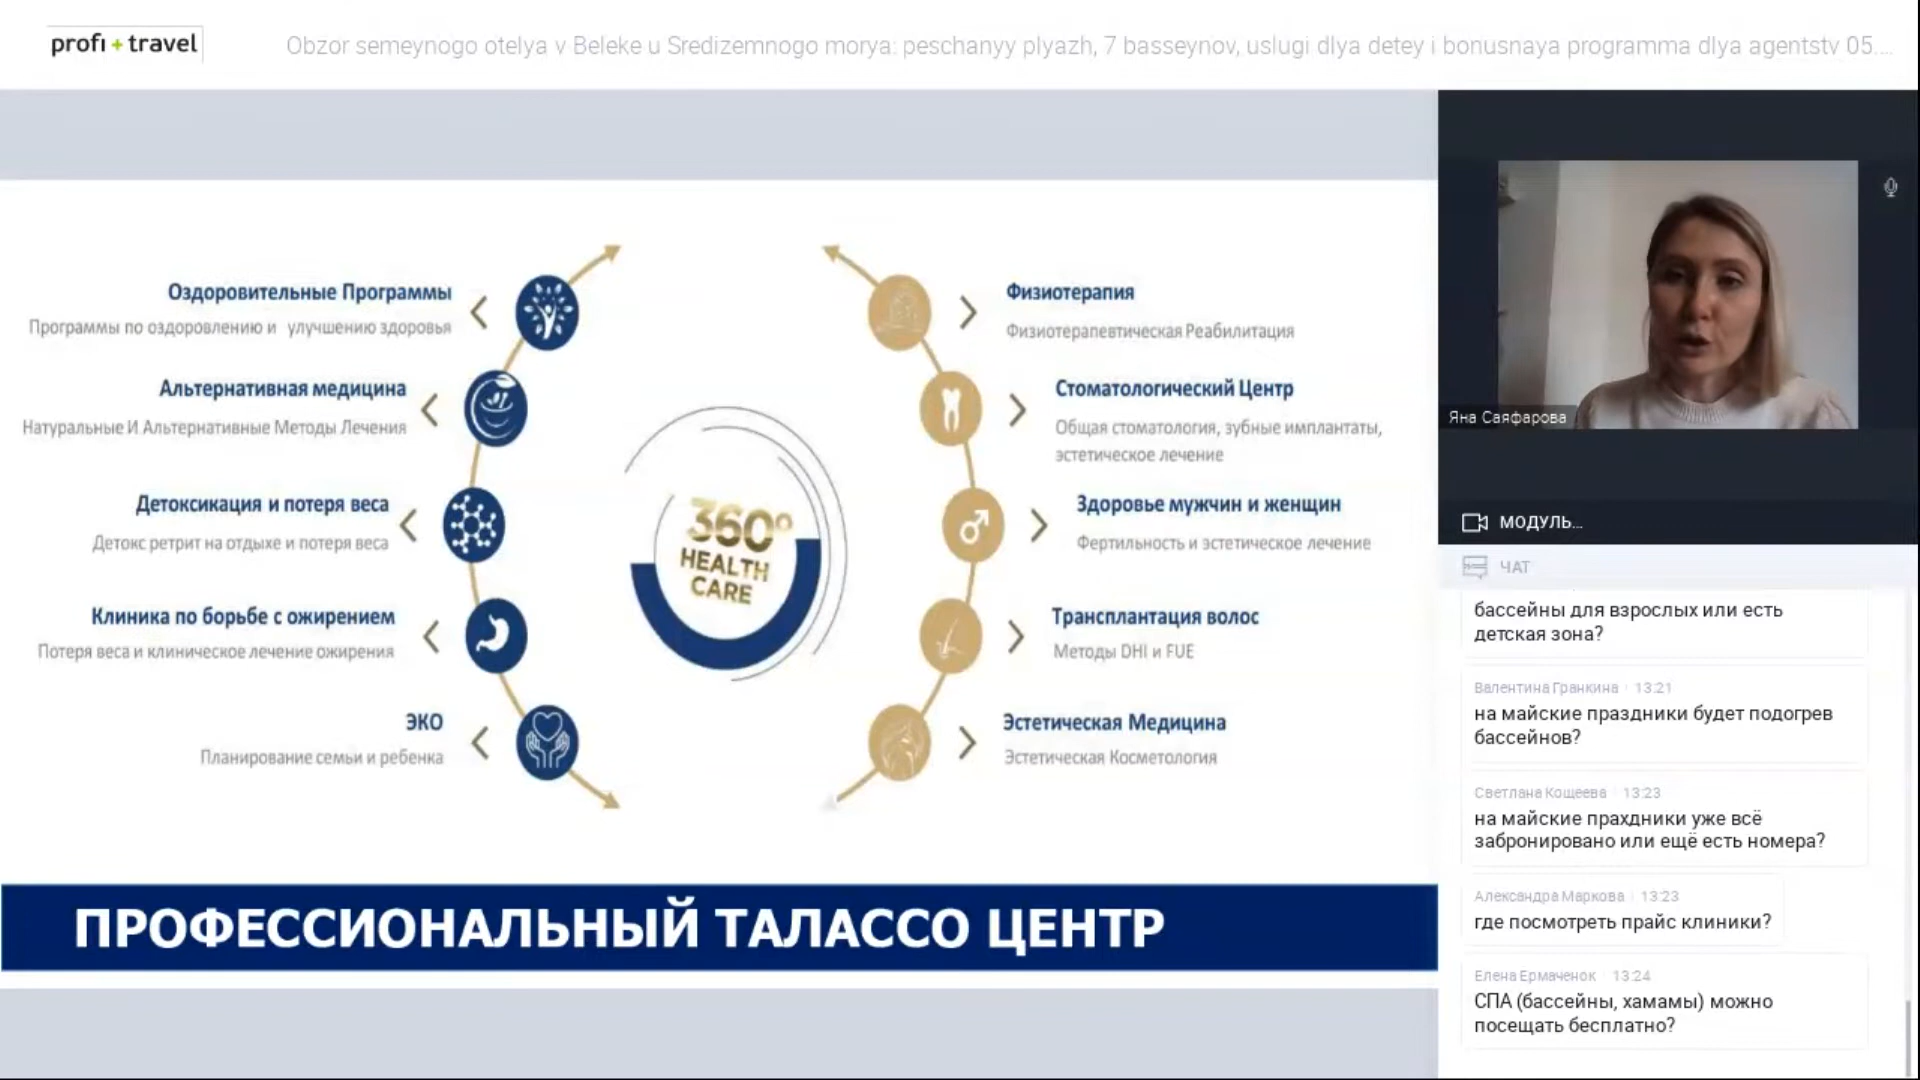 profi + travel
Obzor semeynogo otelya v Beleke u Sredizemnogo morya: peschanyy plyazh, 7 basseynov, uslugi dlya detey i bonusnaya programma dlya agentstv 05....
Оздоровительные Программы
Программы по оздоровлению и улучшению здоровья
Альтернативная медицина
Натуральные И Альтернативные Методы Лечения
Детоксикация и потеря веса
Детокс ретрит на отдыхе и потеря веса
Клиника по борьбе с ожирением
Потеря веса и клиническое лечение ожирения
ЭКО
Планирование семьи и ребенка
360°
HEALTH
CARE
Физиотерапия
Физиотерапевтическая Реабилитация
Стоматологический Центр
Общая стоматология, зубные имплантаты,
эстетическое лечение
Здоровье мужчин и женщин
Фертильность и эстетическое лечение
Трансплантация волос
Методы DHI и FUE
Эстетическая Медицина
Эстетическая Косметология
ПРОФЕССИОНАЛЬНЫЙ ТАЛАССО ЦЕНТР
Яна Саяфарова
МОДУЛЬ...
ЧАТ
бассейны для взрослых или есть
детская зона?
Валентина Гранкина · 13:21
на майские праздники будет подогрев
бассейнов?
Светлана Кощеева · 13:23
на майские прахдники уже всё
забронировано или ещё есть номера?
Александра Маркова · 13:23
где посмотреть прайс клиники?
Елена Ермаченок · 13:24
СПА (бассейны, хамамы) можно
посещать бесплатно?